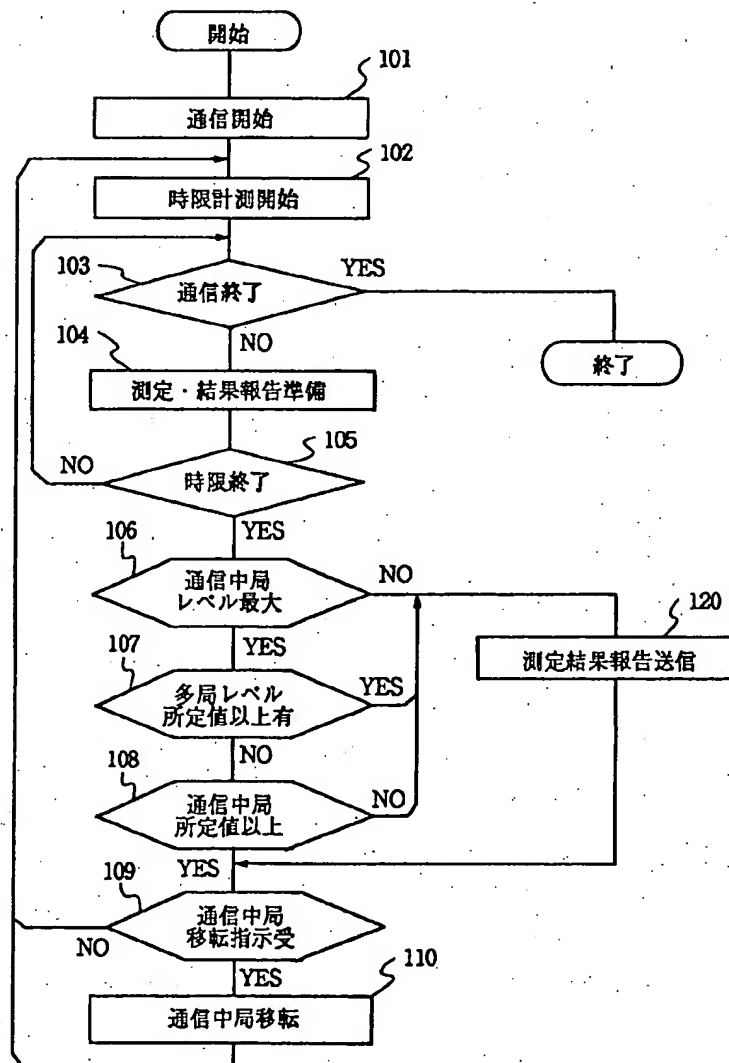 開始
101
通信開始
102
時限計測開始
103
通信終了
YES
NO
終了
104
測定・結果報告準備
105
時限終了
NO
YES
106
通信中局
レベル最大
NO
YES
120
測定結果報告送信
107
多局レベル
所定値以上有
YES
NO
108
通信中局
所定値以上
NO
YES
109
通信中局
移転指示受
NO
YES
110
通信中局移転